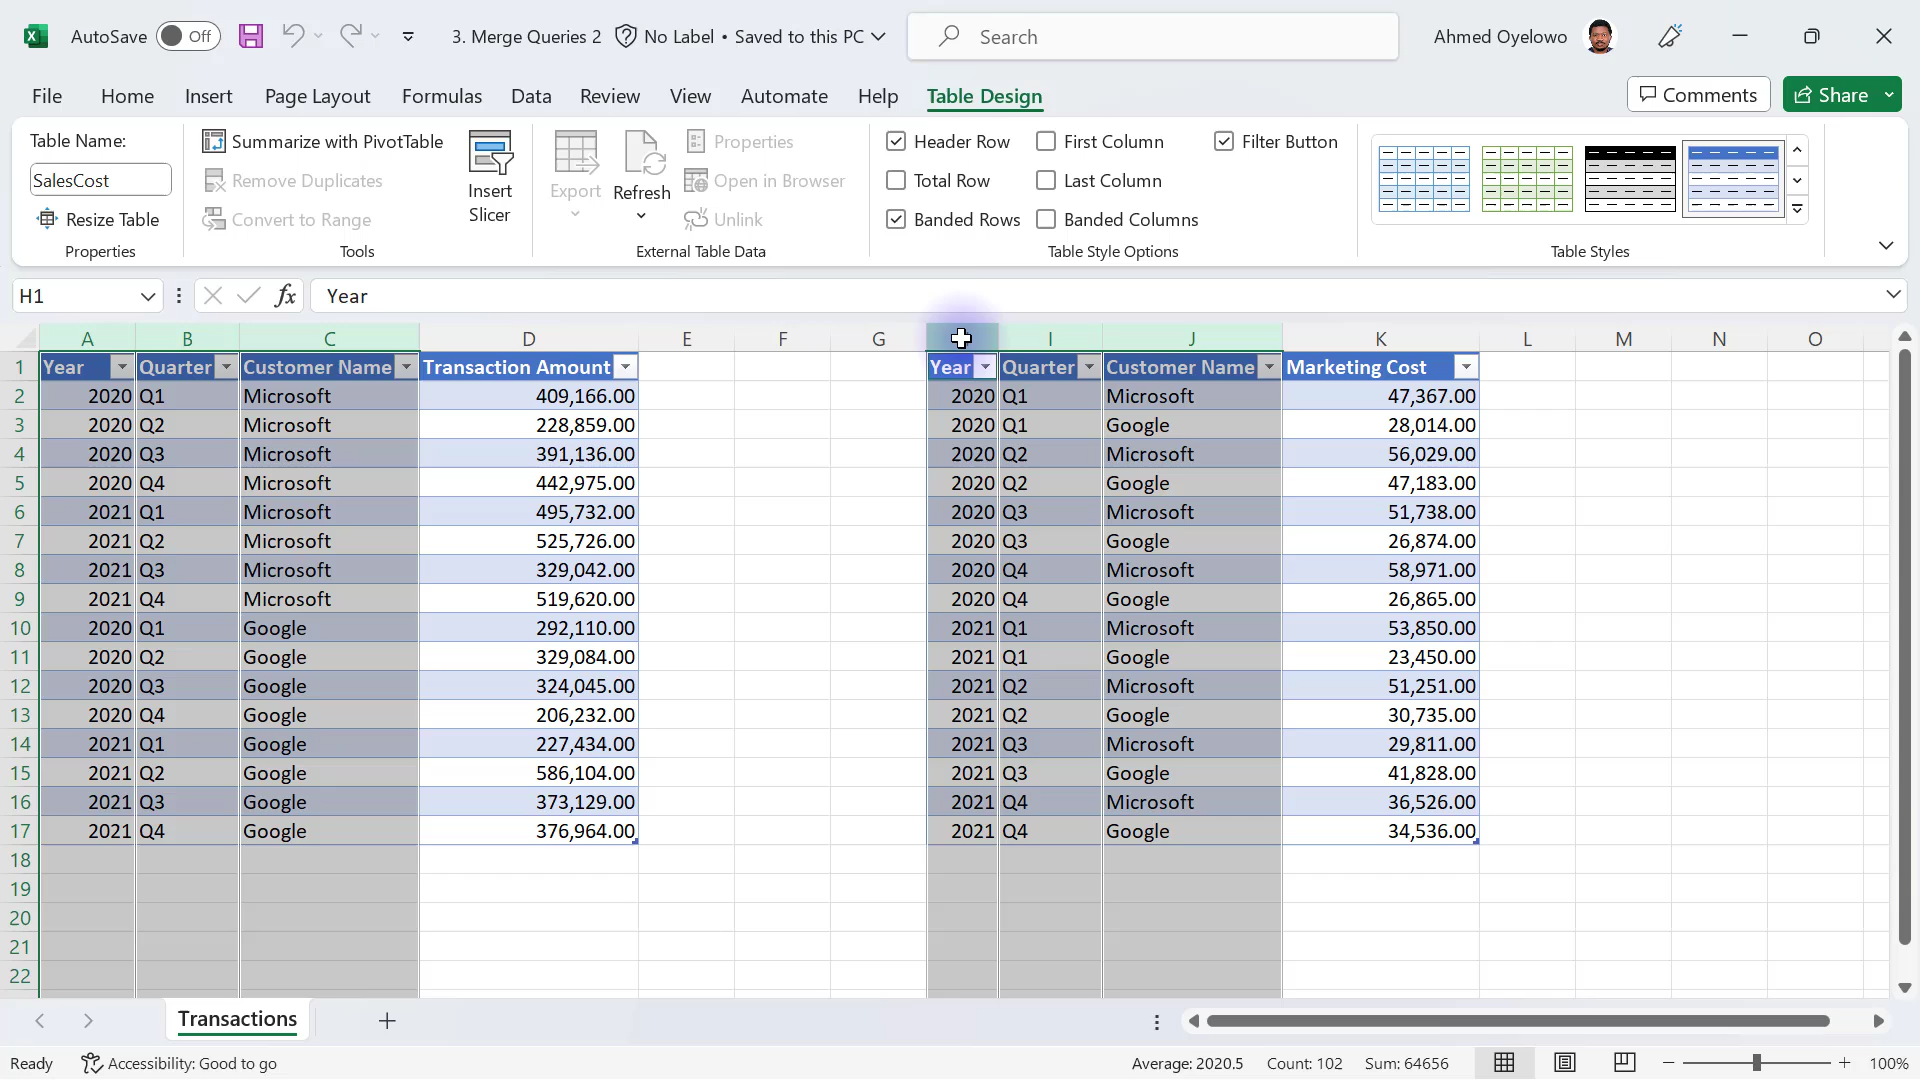 AutoSave Off 3. Merge Queries 2 No Label • Saved to this PC Search Ahmed Oyelowo
File Home Insert Page Layout Formulas Data Review View Automate Help Table Design Comments Share
Table Name:
SalesCost
Resize Table
Properties
Summarize with PivotTable
Remove Duplicates
Convert to Range
Insert
Slicer
Tools
Export
Refresh
Properties
Open in Browser
Unlink
External Table Data
Header Row First Column Filter Button
Total Row Last Column
Banded Rows Banded Columns
Table Style Options
Table Styles
H1 fx Year
A B C D E F G I J K L M N O
1 Year Quarter Customer Name Transaction Amount Year Quarter Customer Name Marketing Cost
2 2020 Q1 Microsoft 409,166.00 2020 Q1 Microsoft 47,367.00
3 2020 Q2 Microsoft 228,859.00 2020 Q1 Google 28,014.00
4 2020 Q3 Microsoft 391,136.00 2020 Q2 Microsoft 56,029.00
5 2020 Q4 Microsoft 442,975.00 2020 Q2 Google 47,183.00
6 2021 Q1 Microsoft 495,732.00 2020 Q3 Microsoft 51,738.00
7 2021 Q2 Microsoft 525,726.00 2020 Q3 Google 26,874.00
8 2021 Q3 Microsoft 329,042.00 2020 Q4 Microsoft 58,971.00
9 2021 Q4 Microsoft 519,620.00 2020 Q4 Google 26,865.00
10 2020 Q1 Google 292,110.00 2021 Q1 Microsoft 53,850.00
11 2020 Q2 Google 329,084.00 2021 Q1 Google 23,450.00
12 2020 Q3 Google 324,045.00 2021 Q2 Microsoft 51,251.00
13 2020 Q4 Google 206,232.00 2021 Q2 Google 30,735.00
14 2021 Q1 Google 227,434.00 2021 Q3 Microsoft 29,811.00
15 2021 Q2 Google 586,104.00 2021 Q3 Google 41,828.00
16 2021 Q3 Google 373,129.00 2021 Q4 Microsoft 36,526.00
17 2021 Q4 Google 376,964.00 2021 Q4 Google 34,536.00
18
19
20
21
22
Transactions
Ready Accessibility: Good to go Average: 2020.5 Count: 102 Sum: 64656 100%